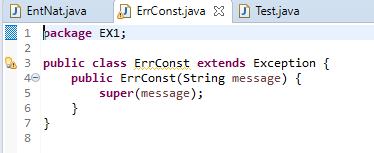 EntNat.java ErrConst.java Test.java
1 package EX1;
2
3 public class ErrConst extends Exception {
4 public ErrConst(String message) {
5 super(message);
6 }
7 }
8